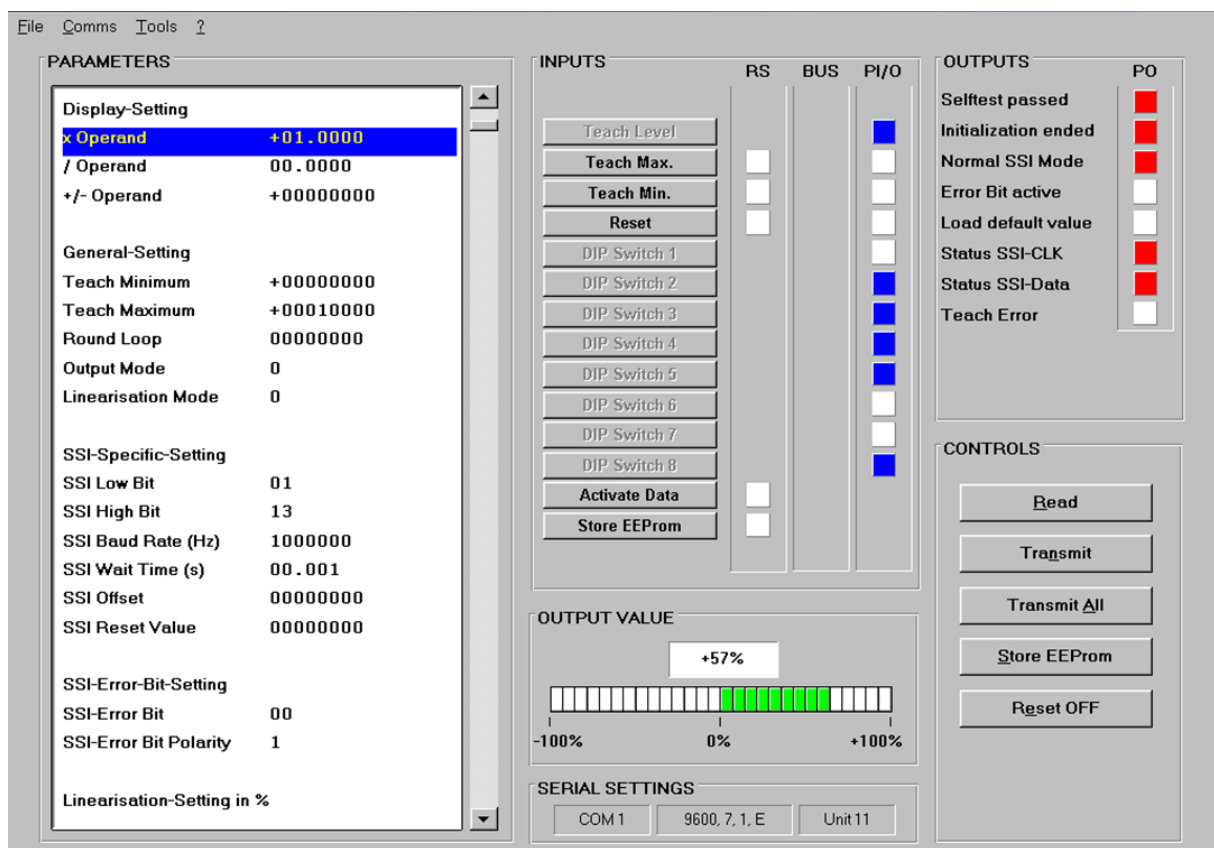 File Comms Tools ?
PARAMETERS
Display-Setting
x Operand +01.0000
/ Operand 00.0000
+/- Operand +00000000
General-Setting
Teach Minimum +00000000
Teach Maximum +00010000
Round Loop 00000000
Output Mode 0
Linearisation Mode 0
SSI-Specific-Setting
SSI Low Bit 01
SSI High Bit 13
SSI Baud Rate (Hz) 1000000
SSI Wait Time (s) 00.001
SSI Offset 00000000
SSI Reset Value 00000000
SSI-Error-Bit-Setting
SSI-Error Bit 00
SSI-Error Bit Polarity 1
Linearisation-Setting in %
INPUTS
RS BUS PI/O
Teach Level
Teach Max.
Teach Min.
Reset
DIP Switch 1
DIP Switch 2
DIP Switch 3
DIP Switch 4
DIP Switch 5
DIP Switch 6
DIP Switch 7
DIP Switch 8
Activate Data
Store EEProm
OUTPUT VALUE
+57%
-100% 0% +100%
SERIAL SETTINGS
COM 1 9600, 7, 1, E Unit 11
OUTPUTS
PO
Selftest passed
Initialization ended
Normal SSI Mode
Error Bit active
Load default value
Status SSI-CLK
Status SSI-Data
Teach Error
CONTROLS
Read
Transmit
Transmit All
Store EEProm
Reset OFF